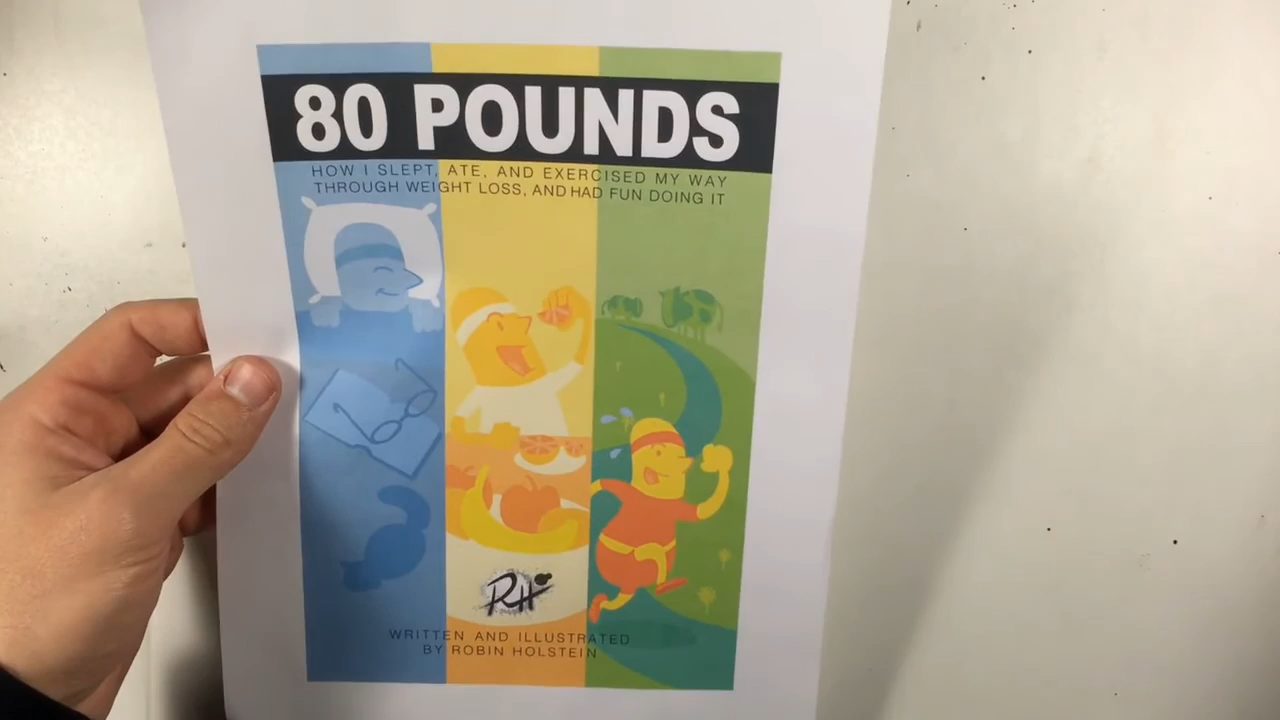 80 POUNDS
HOW I SLEPT, ATE, AND EXERCISED MY WAY
THROUGH WEIGHT LOSS, AND HAD FUN DOING IT
RH
WRITTEN AND ILLUSTRATED
BY ROBIN HOLSTEIN